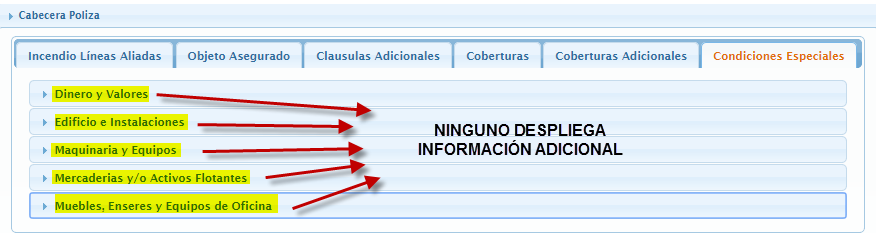 Cabecera Poliza
Incendio Líneas Aliadas
Objeto Asegurado
Clausulas Adicionales
Coberturas
Coberturas Adicionales
Condiciones Especiales
Dinero y Valores
Edificio e Instalaciones
Maquinaria y Equipos
Mercaderias y/o Activos Flotantes
Muebles, Enseres y Equipos de Oficina
NINGUNO DESPLIEGA
INFORMACIÓN ADICIONAL